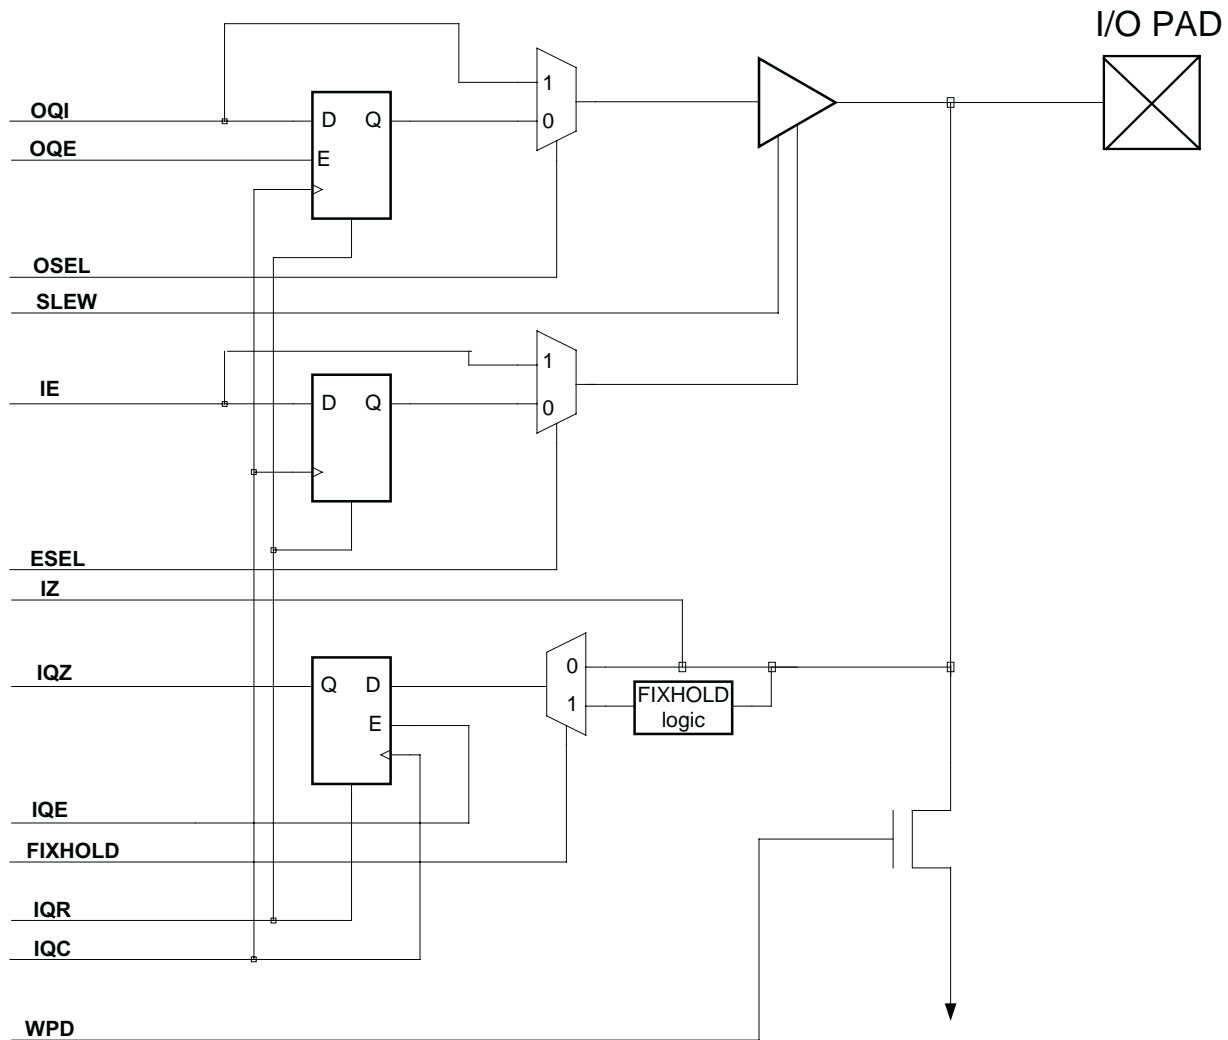 I/O PAD
1
OQI
D Q
0
OQE
E
OSEL
SLEW
1
IE
D Q
0
ESEL
IZ
0
IQZ
Q D
1
FIXHOLD
logic
E
IQE
FIXHOLD
IQR
IQC
WPD